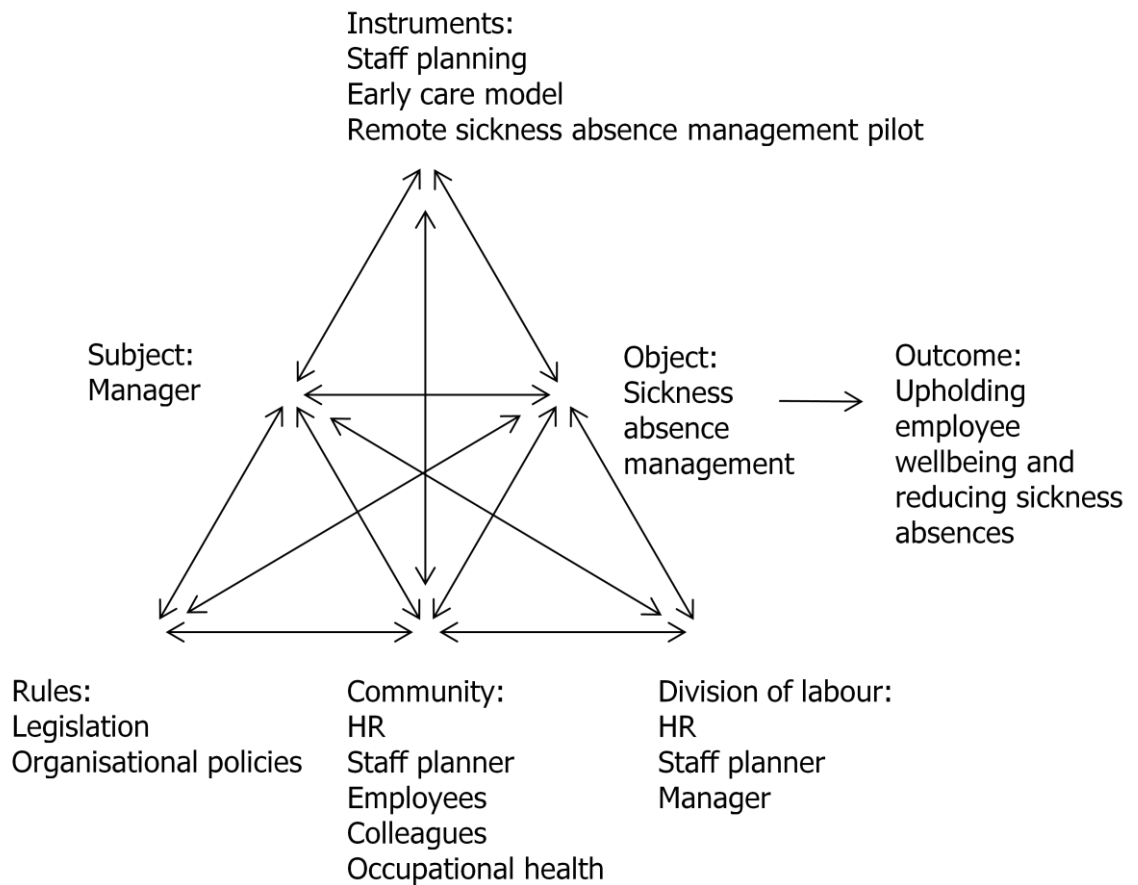 Instruments:
Staff planning
Early care model
Remote sickness absence management pilot
Subject:
Manager
Object:
Sickness
absence
management
Outcome:
Upholding
employee
wellbeing and
reducing sickness
absences
Rules:
Legislation
Organisational policies
Community:
HR
Staff planner
Employees
Colleagues
Occupational health
Division of labour:
HR
Staff planner
Manager